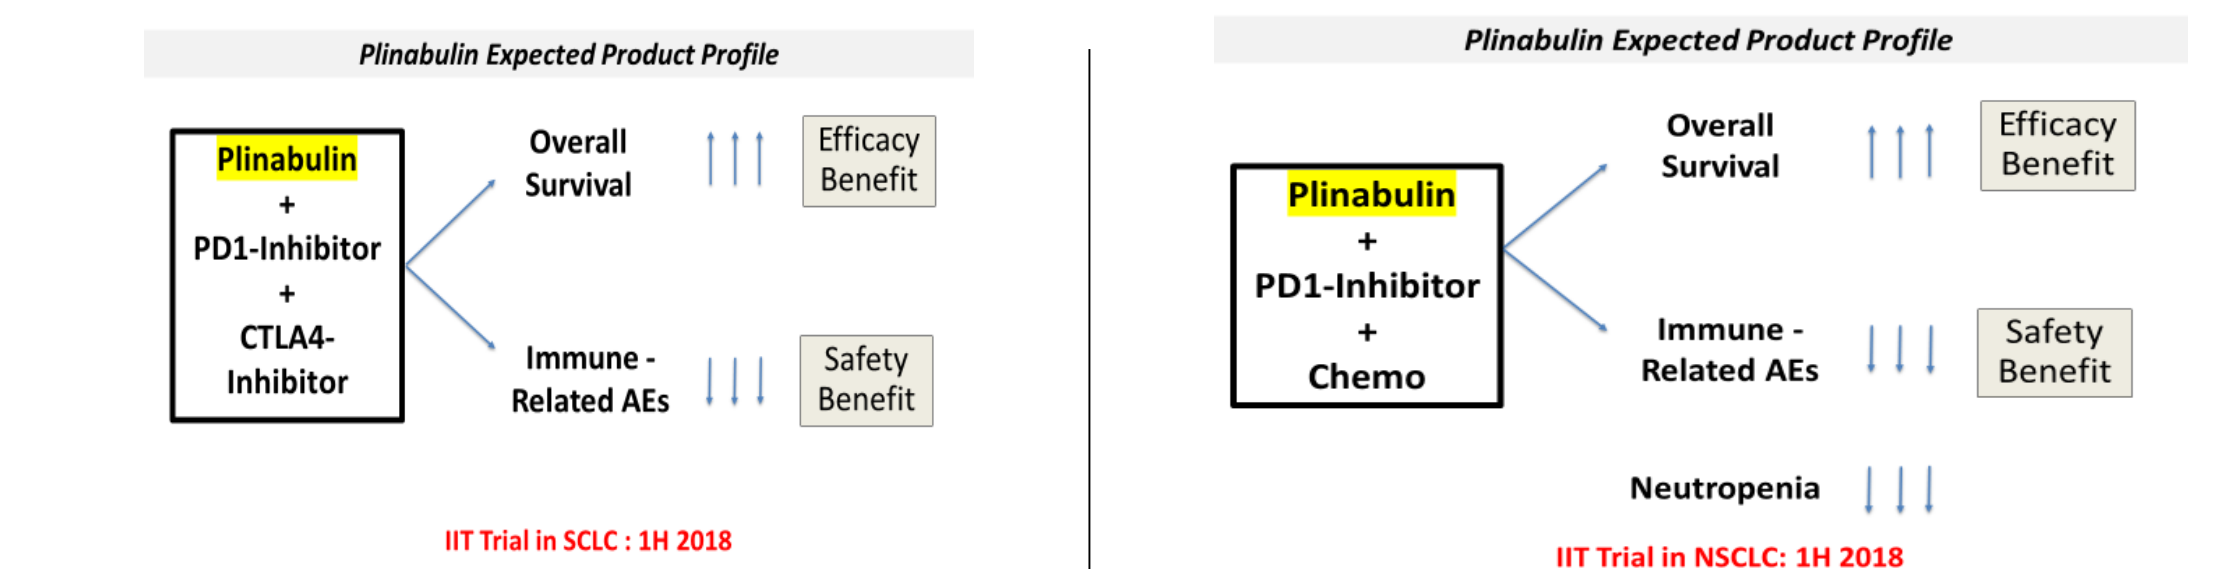 Plinabulin Expected Product Profile
Plinabulin
+
PD1-Inhibitor
+
CTLA4-
Inhibitor
Overall
Survival
Efficacy
Benefit
Immune -
Related AEs
Safety
Benefit
IIT Trial in SCLC : 1H 2018
Plinabulin Expected Product Profile
Plinabulin
+
PD1-Inhibitor
+
Chemo
Overall
Survival
Efficacy
Benefit
Immune -
Related AEs
Safety
Benefit
Neutropenia
IIT Trial in NSCLC: 1H 2018